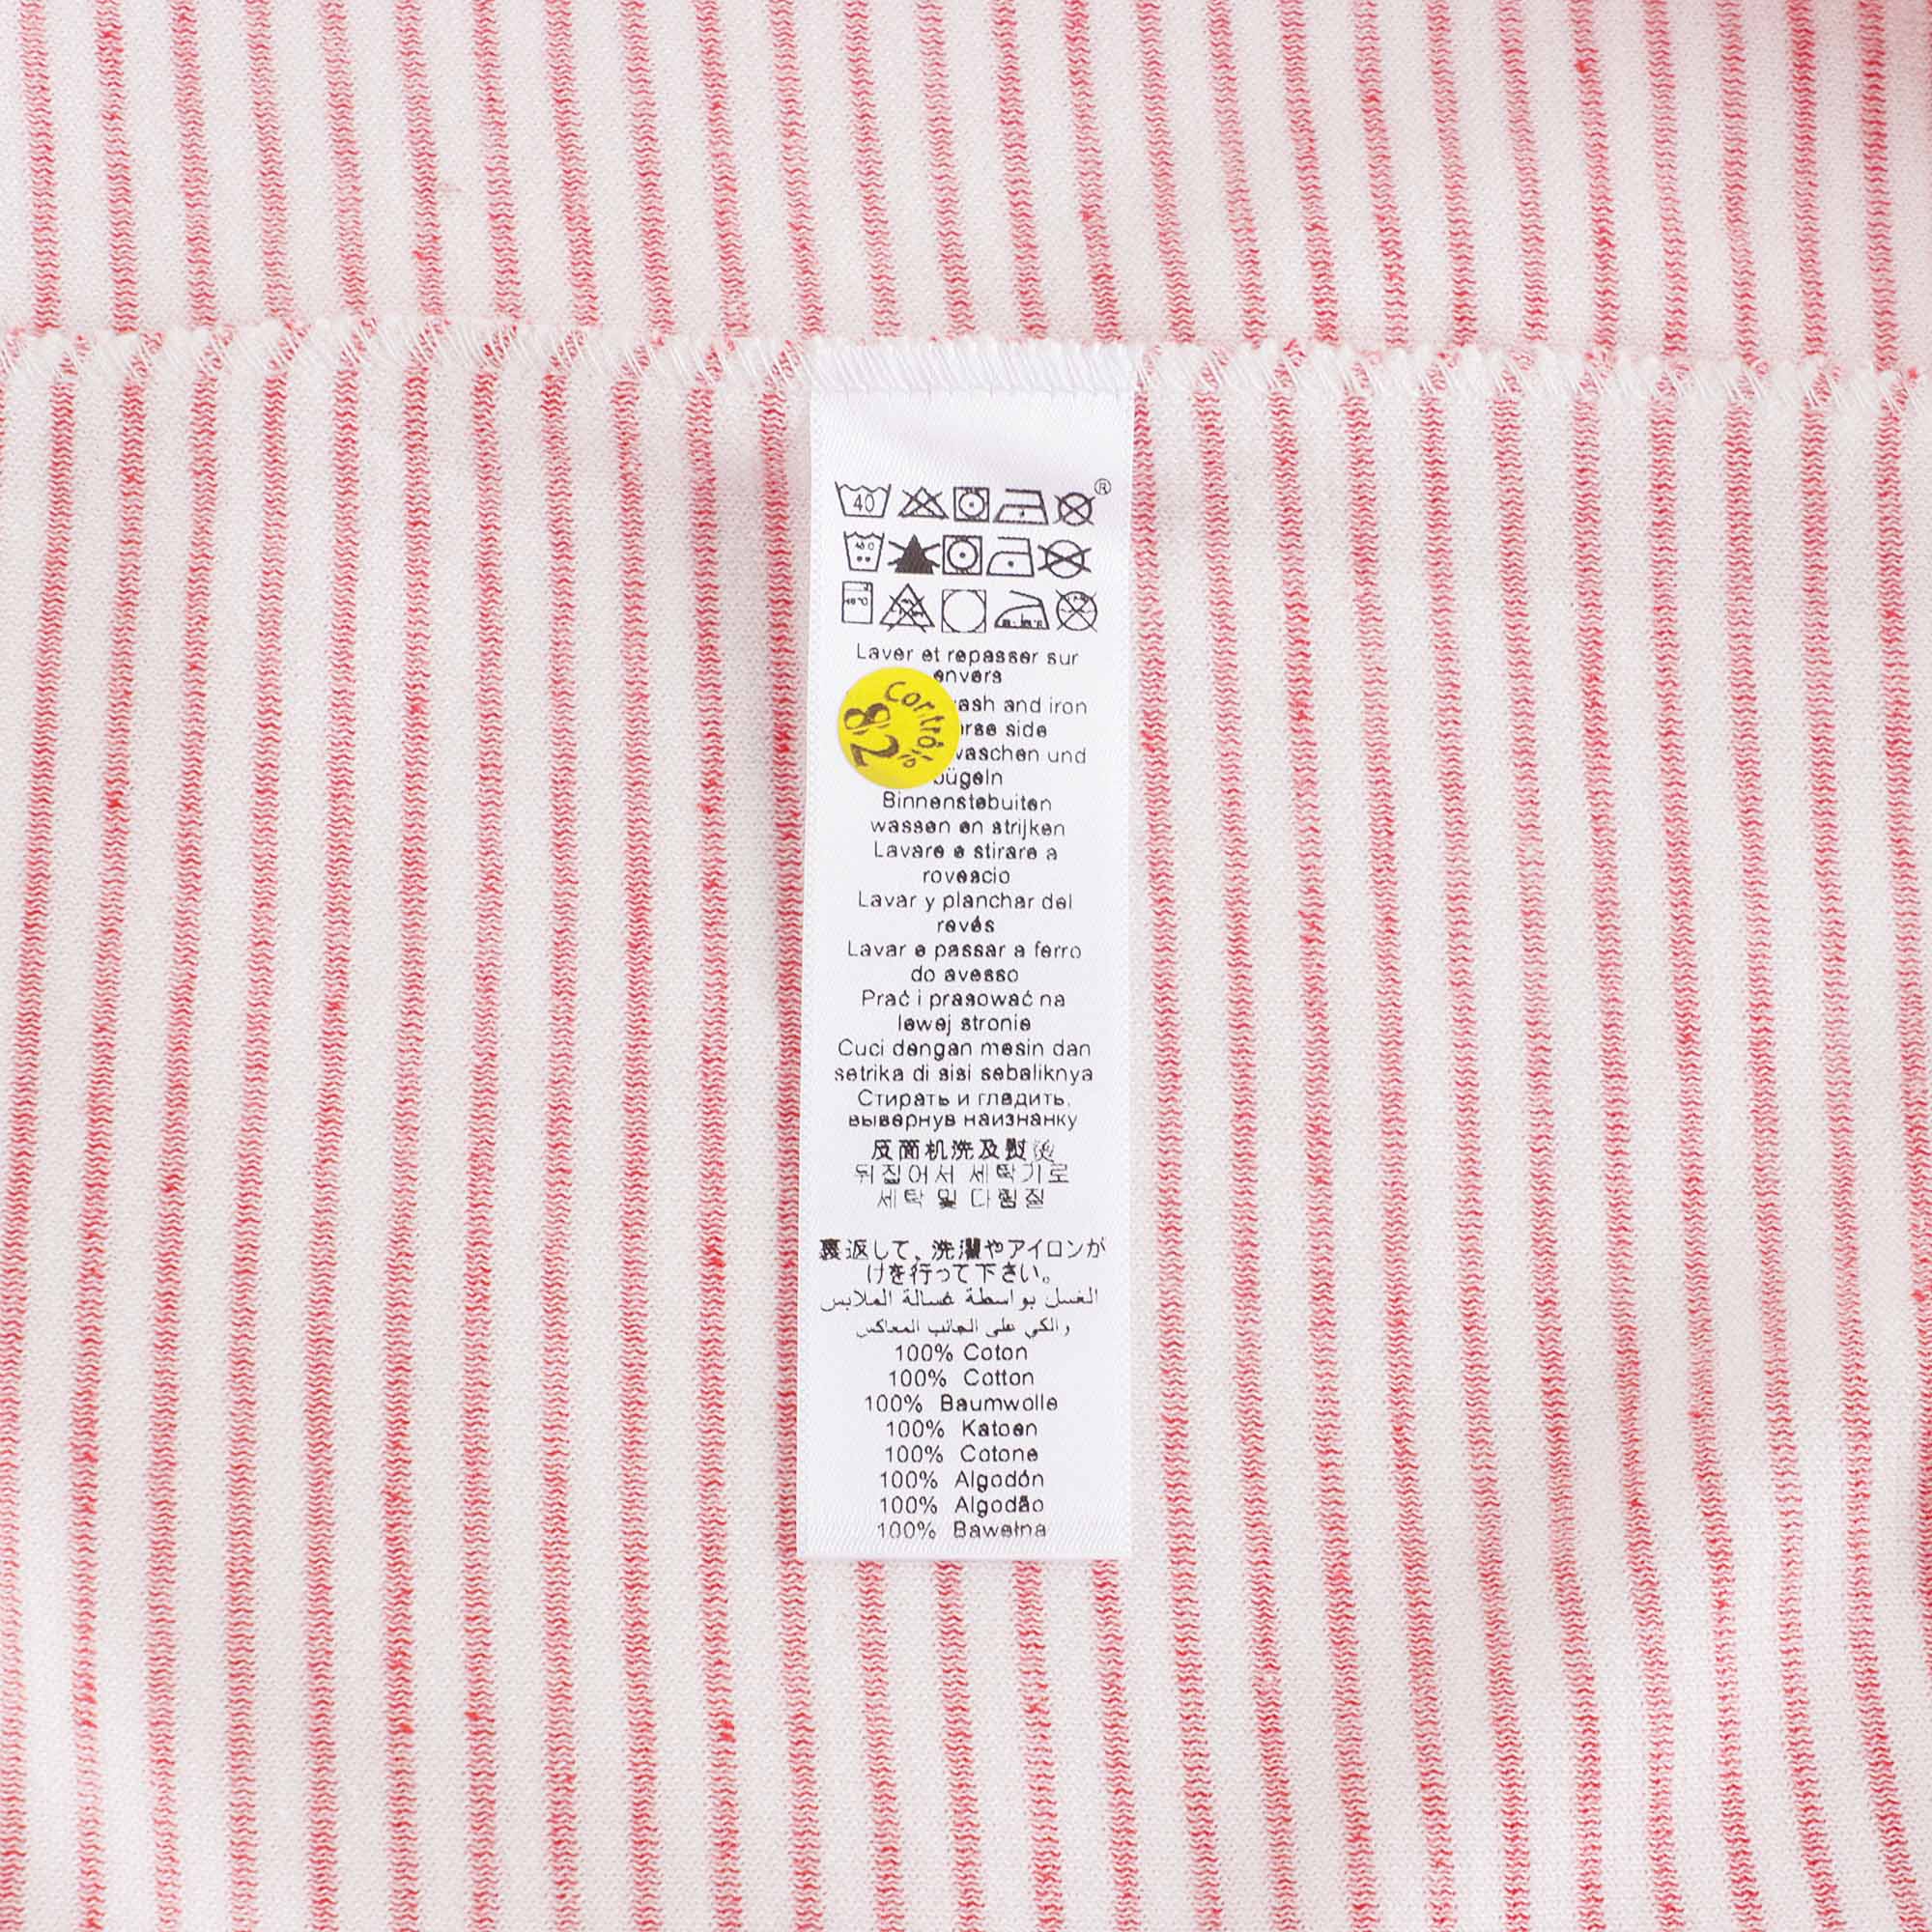 40 ®
40
40°C
Laver et repasser sur
envers
and iron
side
und
bügeln
Binnenstebuiten
wassen en strijken
Lavare e stirare a
rovescio
Lavar y planchar del
revés
Lavar e passar a ferro
do avesso
Prać i prasować na
lewej stronie
Cuci dengan mesin dan
setrika di sisi sebaliknya
Стирать и гладить,
вывернув наизнанку
反面机洗及熨烫
뒤집어서 세탁기로
세탁 및 다림질
裏返して、洗濯やアイロンが
けを行って下さい。
الغسل بواسطة غسالة الملابس
والكي على الجانب المعاكس
100% Coton
100% Cotton
100% Baumwolle
100% Katoen
100% Cotone
100% Algodón
100% Algodão
100% Bawełna
82